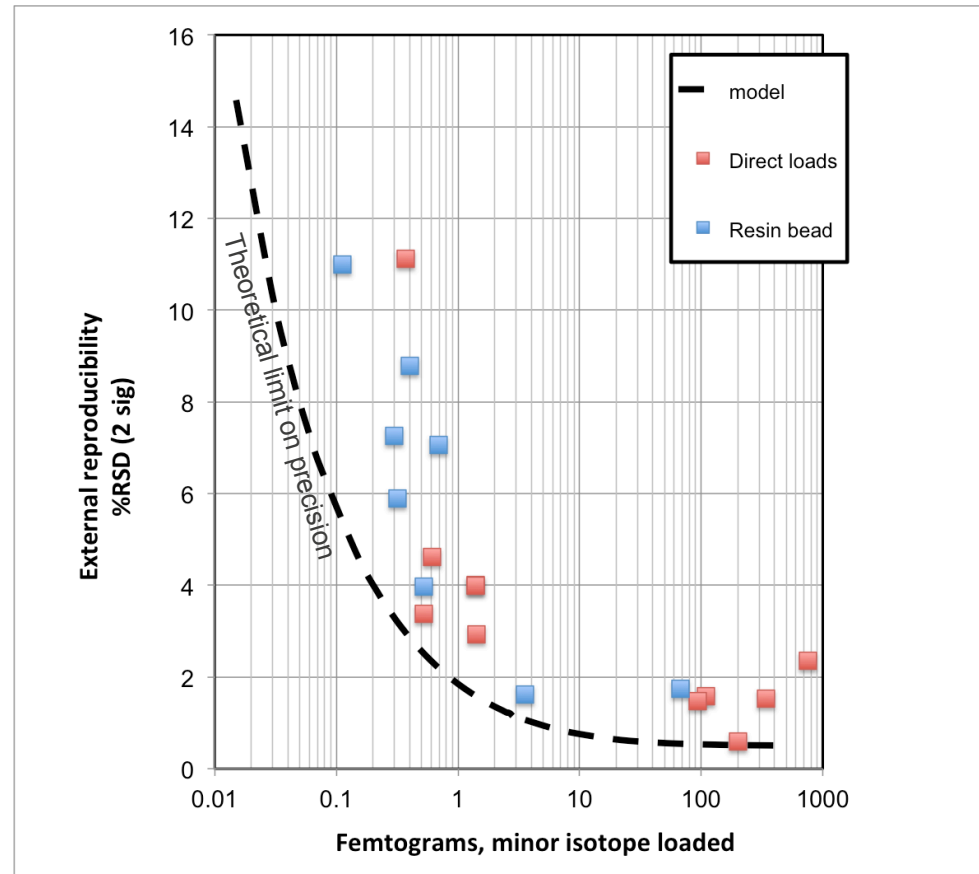 16
14
12
10
8
6
4
2
0
0.01
0.1
1
10
100
1000
External reproducibility
%RSD (2 sig)
Femtograms, minor isotope loaded
Theoretical limit on precision
model
Direct loads
Resin bead